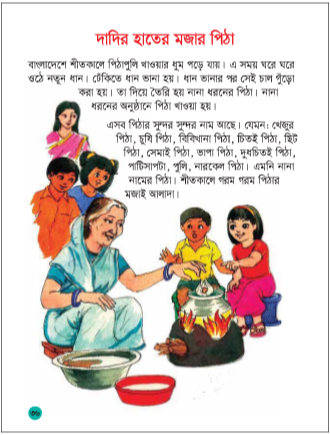 দাদির হাতের মজার পিঠা
বাংলাদেশে শীতকালে পিঠাপুলি খাওয়ার ধুম পড়ে যায়। এ সময় ঘরে ঘরে
ওঠে নতুন ধান। ঢেঁকিতে ধান ভানা হয়। ধান ভানার পর সেই চাল গুঁড়ো
করা হয়। তা দিয়ে তৈরি হয় নানা ধরনের পিঠা। নানা
ধরনের অনুষ্ঠানে পিঠা খাওয়া হয়।
এসব পিঠার সুন্দর সুন্দর নাম আছে। যেমন: খেজুর
পিঠা, চুষি পিঠা, বিবিখানা পিঠা, চিতই পিঠা, ছিট
পিঠা, সেমাই পিঠা, ভাপা পিঠা, দুধচিতই পিঠা,
পাটিসাপটা, পুলি, নারকেল পিঠা। এমনি নানা
নামের পিঠা। শীতকালে গরম গরম পিঠার
মজাই আলাদা।
৩৬